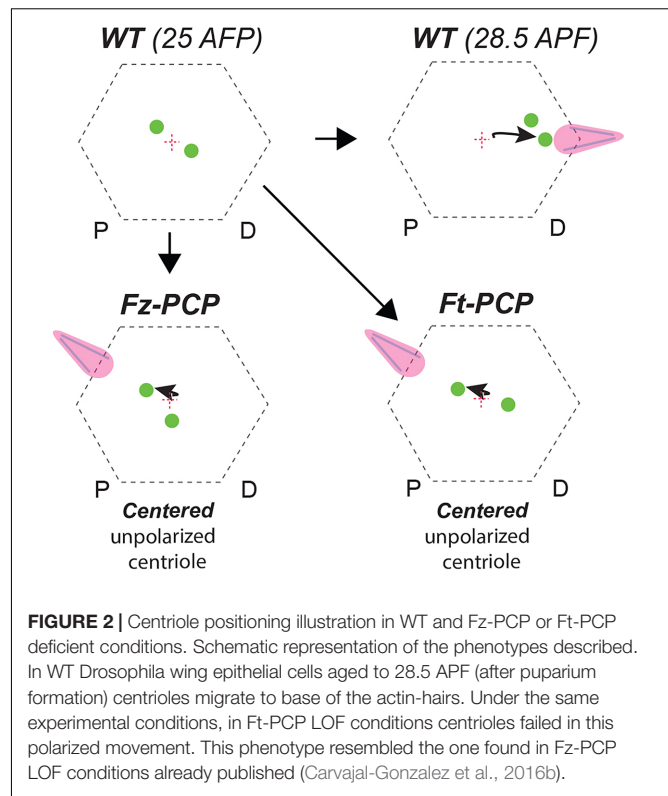 WT (25 AFP)
WT (28.5 APF)
P
D
P
D
Fz-PCP
Ft-PCP
P
D
P
D
Centered
unpolarized
centriole
Centered
unpolarized
centriole
FIGURE 2 | Centriole positioning illustration in WT and Fz-PCP or Ft-PCP
deficient conditions. Schematic representation of the phenotypes described.
In WT Drosophila wing epithelial cells aged to 28.5 APF (after puparium
formation) centrioles migrate to base of the actin-hairs. Under the same
experimental conditions, in Ft-PCP LOF conditions centrioles failed in this
polarized movement. This phenotype resembled the one found in Fz-PCP
LOF conditions already published (Carvajal-Gonzalez et al., 2016b).